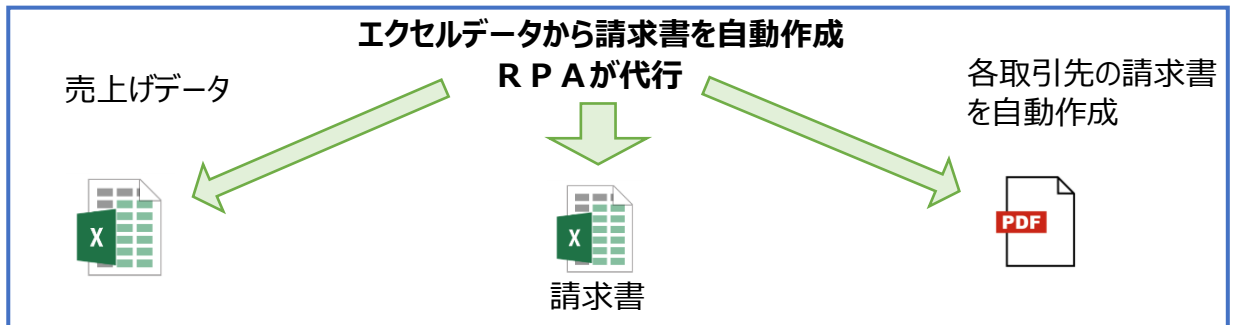 エクセルデータから請求書を自動作成
ＲＰＡが代行
売上げデータ
各取引先の請求書
を自動作成
X
X
PDF
請求書